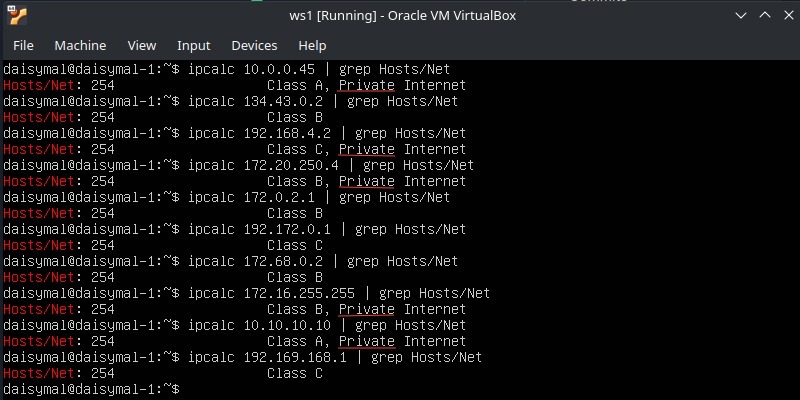 ws1 [Running] - Oracle VM VirtualBox
File Machine View Input Devices Help
daisymal@daisymal-1:~$ ipcalc 10.0.0.45 | grep Hosts/Net
Hosts/Net: 254 Class A, Private Internet
daisymal@daisymal-1:~$ ipcalc 134.43.0.2 | grep Hosts/Net
Hosts/Net: 254 Class B
daisymal@daisymal-1:~$ ipcalc 192.168.4.2 | grep Hosts/Net
Hosts/Net: 254 Class C, Private Internet
daisymal@daisymal-1:~$ ipcalc 172.20.250.4 | grep Hosts/Net
Hosts/Net: 254 Class B, Private Internet
daisymal@daisymal-1:~$ ipcalc 172.0.2.1 | grep Hosts/Net
Hosts/Net: 254 Class B
daisymal@daisymal-1:~$ ipcalc 192.172.0.1 | grep Hosts/Net
Hosts/Net: 254 Class C
daisymal@daisymal-1:~$ ipcalc 172.68.0.2 | grep Hosts/Net
Hosts/Net: 254 Class B
daisymal@daisymal-1:~$ ipcalc 172.16.255.255 | grep Hosts/Net
Hosts/Net: 254 Class B, Private Internet
daisymal@daisymal-1:~$ ipcalc 10.10.10.10 | grep Hosts/Net
Hosts/Net: 254 Class A, Private Internet
daisymal@daisymal-1:~$ ipcalc 192.169.168.1 | grep Hosts/Net
Hosts/Net: 254 Class C
daisymal@daisymal-1:~$